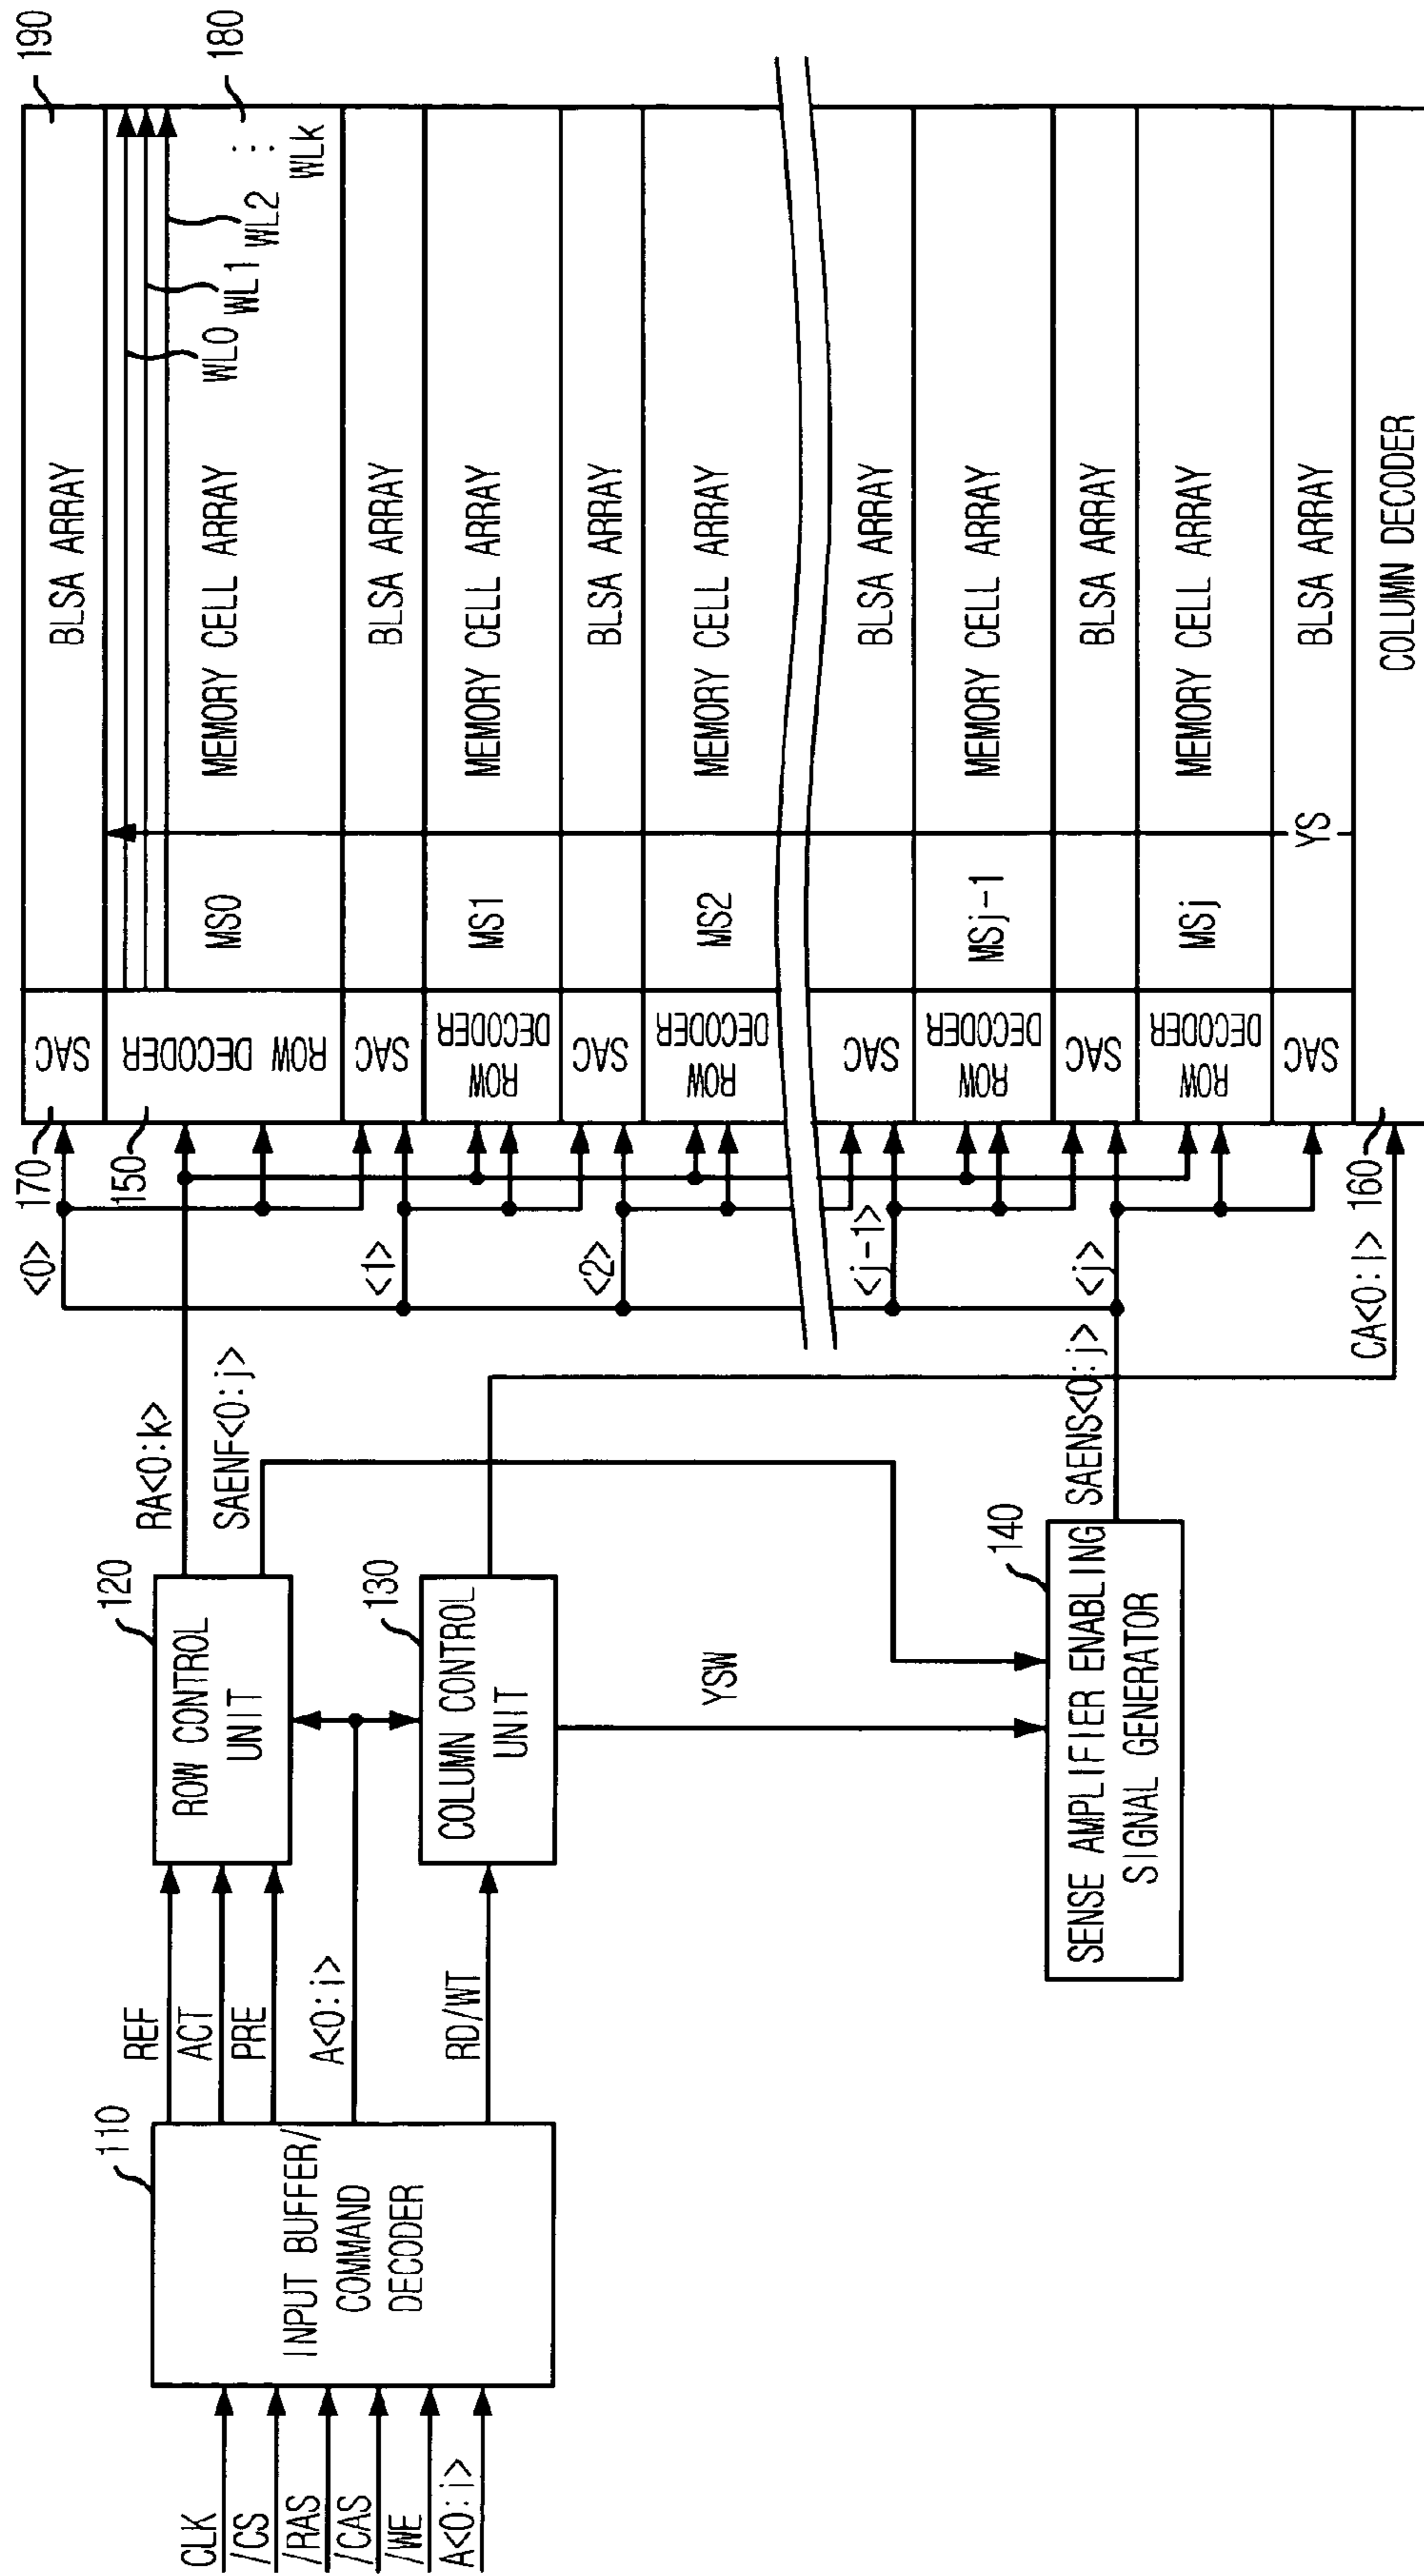 CLK
/CS
/RAS
/CAS
/WE
A<0:i>
110
INPUT BUFFER/
COMMAND
DECODER
REF
ACT
PRE
A<0:i>
RD/WT
120
ROW CONTROL
UNIT
130
COLUMN CONTROL
UNIT
YSW
140
SENSE AMPLIFIER ENABLING
SIGNAL GENERATOR
RA<0:k>
SAENF<0:j>
SAENS<0:j>
CA<0:l>
<0>
<1>
<2>
<j-1>
<j>
170
150
160
SAC
BLSA ARRAY
190
ROW DECODER
MS0
MEMORY CELL ARRAY
WL0
WL1
WL2
WLk
180
SAC
BLSA ARRAY
ROW
DECODER
MS1
MEMORY CELL ARRAY
SAC
BLSA ARRAY
ROW
DECODER
MS2
MEMORY CELL ARRAY
SAC
BLSA ARRAY
ROW
DECODER
MSj-1
MEMORY CELL ARRAY
SAC
BLSA ARRAY
ROW
DECODER
MSj
MEMORY CELL ARRAY
SAC
YS
BLSA ARRAY
COLUMN DECODER